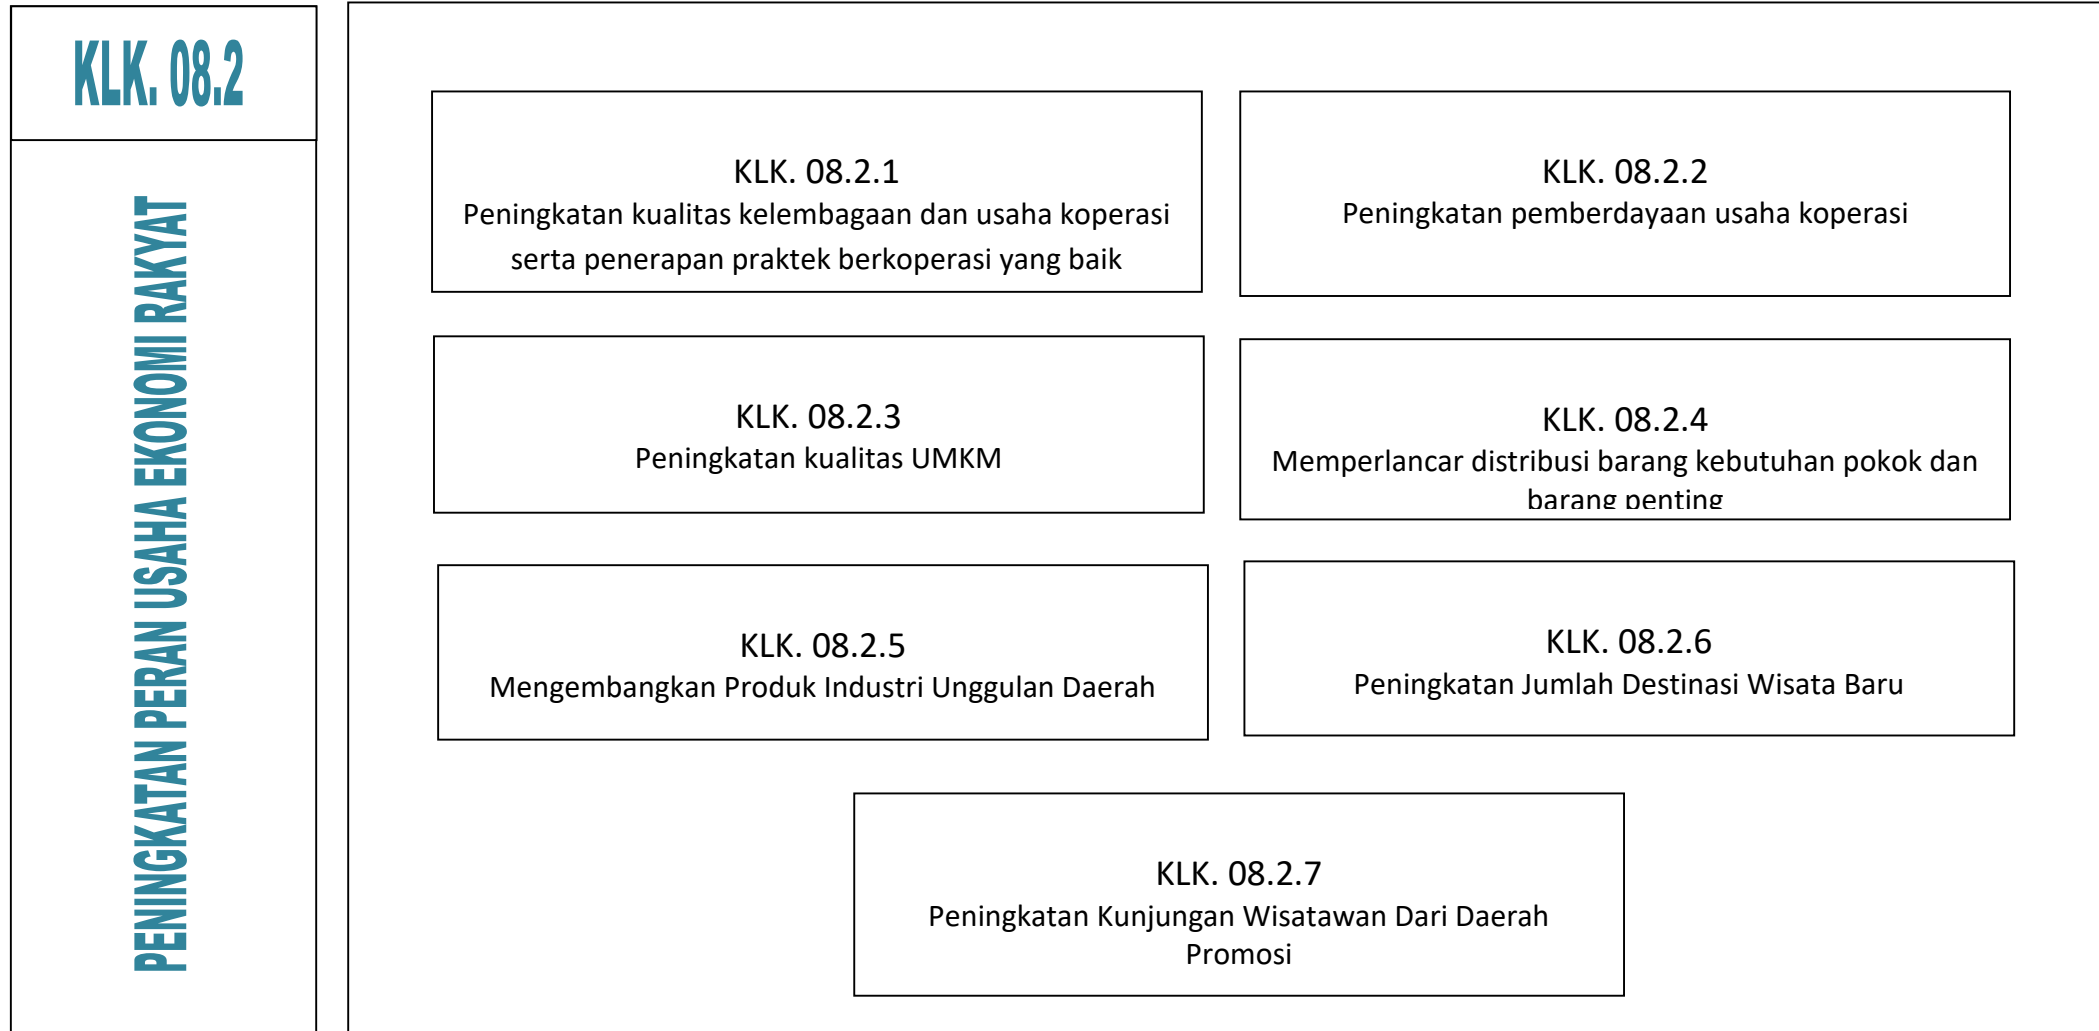 KLK. 08.2
PENINGKATAN PERAN USAHA EKONOMI RAKYAT
KLK. 08.2.1
Peningkatan kualitas kelembagaan dan usaha koperasi
serta penerapan praktek berkoperasi yang baik
KLK. 08.2.2
Peningkatan pemberdayaan usaha koperasi
KLK. 08.2.3
Peningkatan kualitas UMKM
KLK. 08.2.4
Memperlancar distribusi barang kebutuhan pokok dan
barang penting
KLK. 08.2.5
Mengembangkan Produk Industri Unggulan Daerah
KLK. 08.2.6
Peningkatan Jumlah Destinasi Wisata Baru
KLK. 08.2.7
Peningkatan Kunjungan Wisatawan Dari Daerah
Promosi